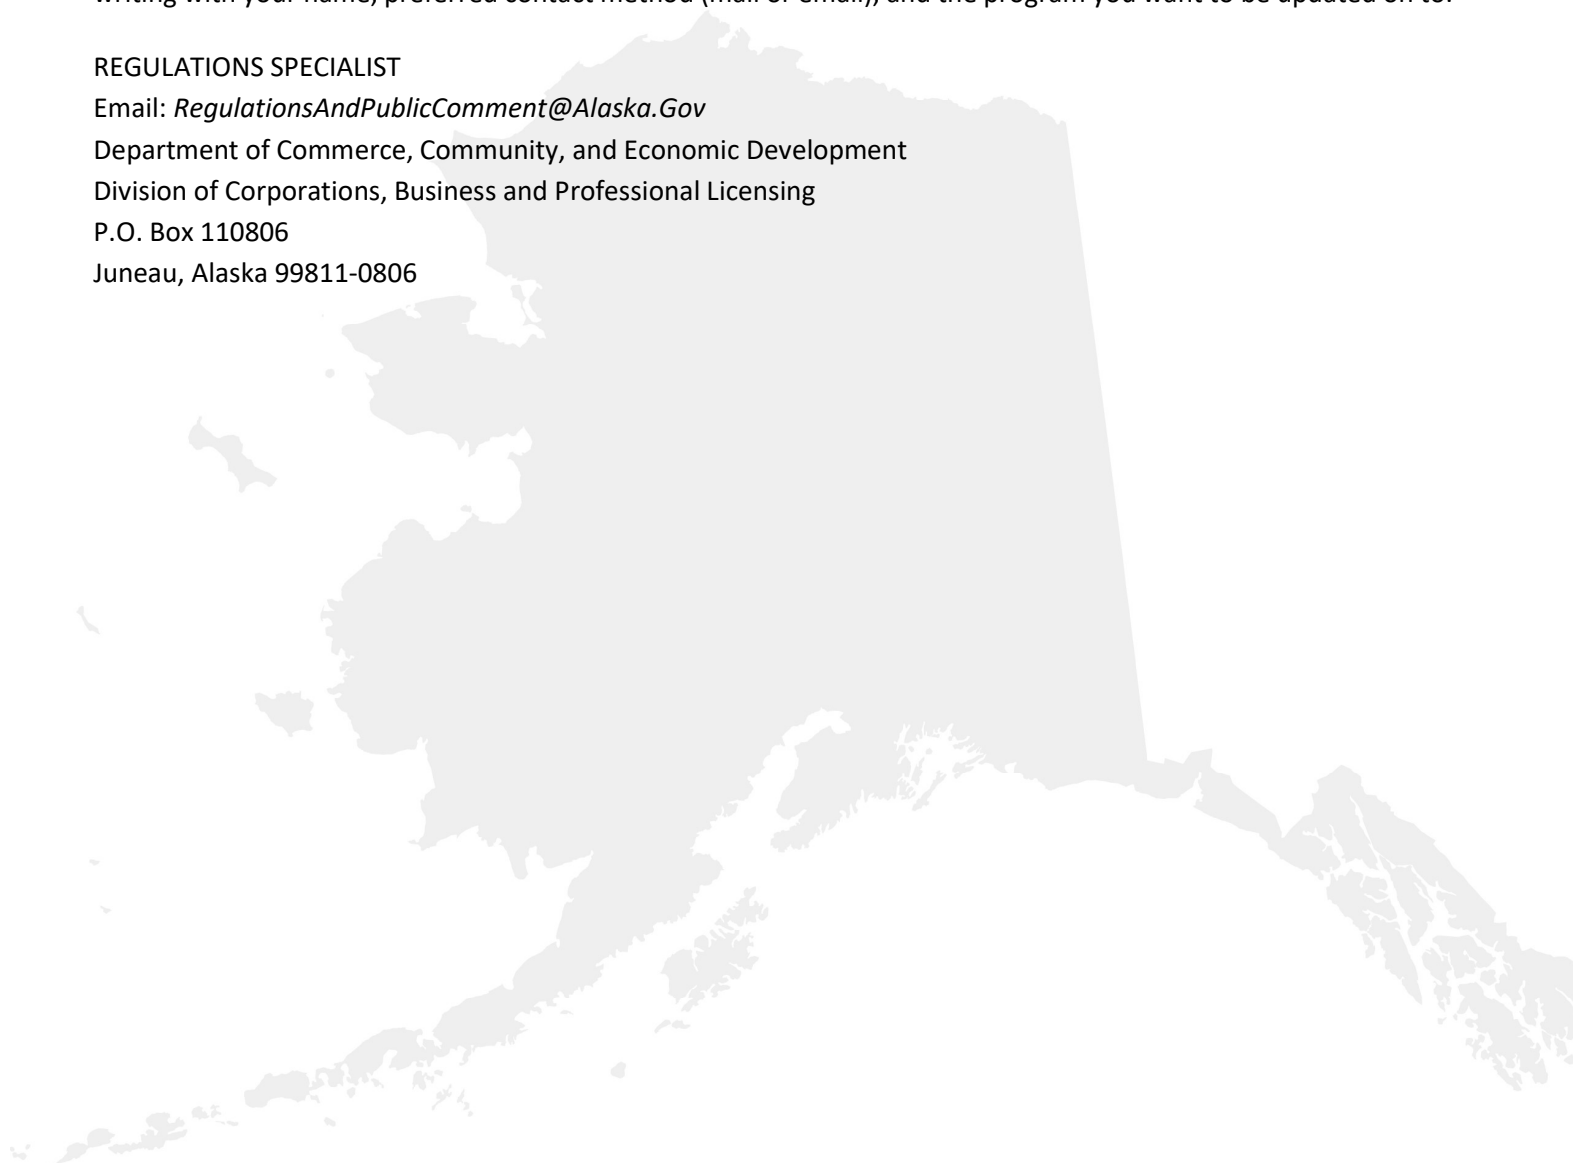 writing with your name, preferred contact method (mail or email), and the program you want to be updated on to:
REGULATIONS SPECIALIST
Email: RegulationsAndPublicComment@Alaska.Gov
Department of Commerce, Community, and Economic Development
Division of Corporations, Business and Professional Licensing
P.O. Box 110806
Juneau, Alaska 99811-0806